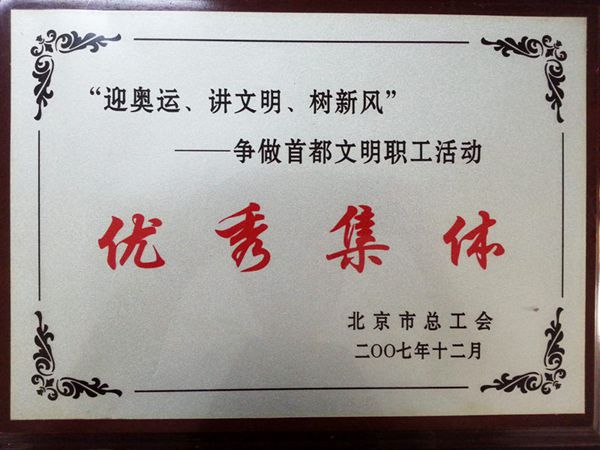 “迎奥运、讲文明、树新风”
——争做首都文明职工活动
优秀集体
北京市总工会
二〇〇七年十二月